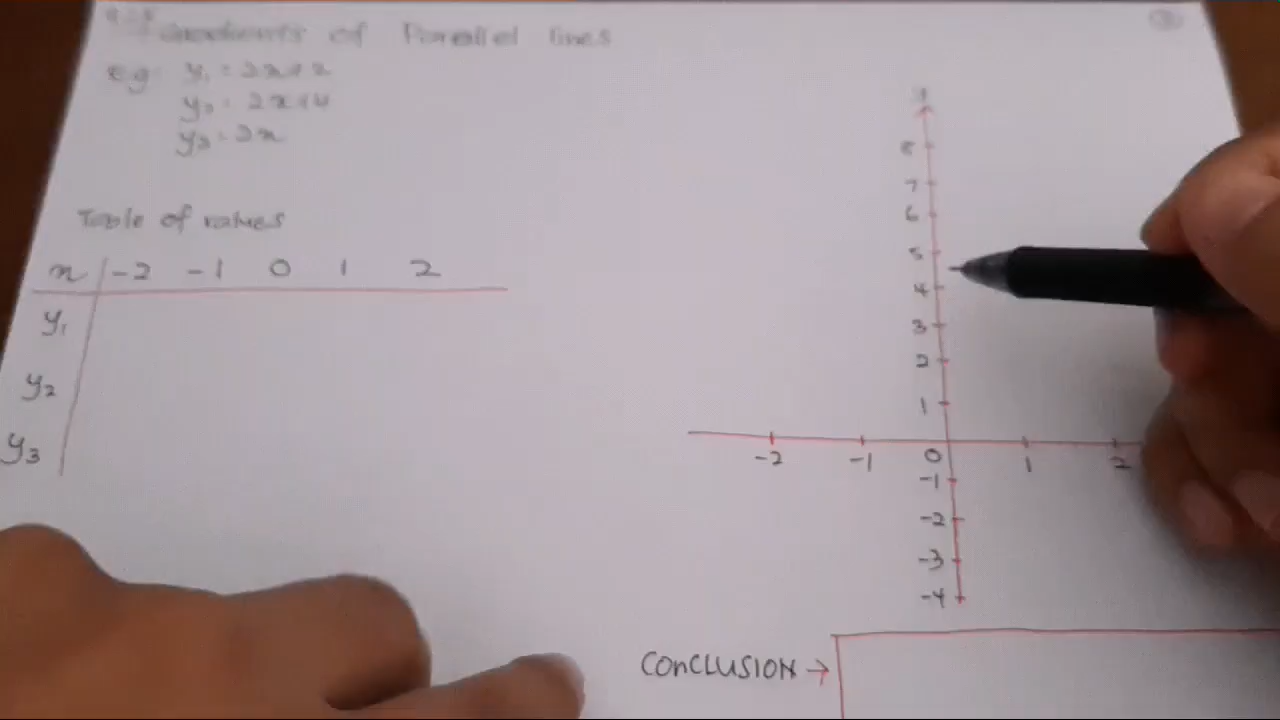 Gradients of Parallel lines
eg: y₁ = 2x+2
y₂ = 2x+4
y₃ = 2x
Table of values
x -2 -1 0 1 2
y₁
y₂
y₃
y
8
7
6
5
4
3
2
1
-2 -1 0 1 2
-1
-2
-3
-4
CONCLUSION →